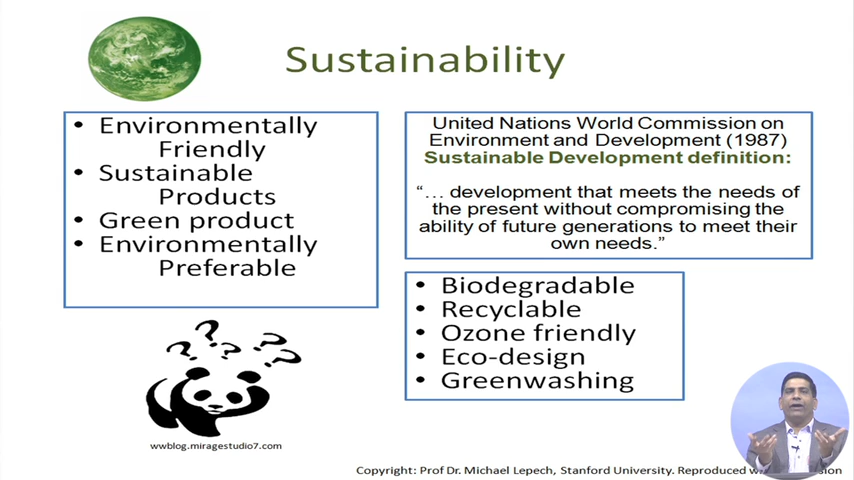 Sustainability
• Environmentally
Friendly
• Sustainable
Products
• Green product
• Environmentally
Preferable
United Nations World Commission on
Environment and Development (1987)
Sustainable Development definition:
“… development that meets the needs of
the present without compromising the
ability of future generations to meet their
own needs.”
• Biodegradable
• Recyclable
• Ozone friendly
• Eco-design
• Greenwashing
? ? ? ? ?
wwblog.miragestudio7.com
Copyright: Prof Dr. Michael Lepech, Stanford University. Reproduced